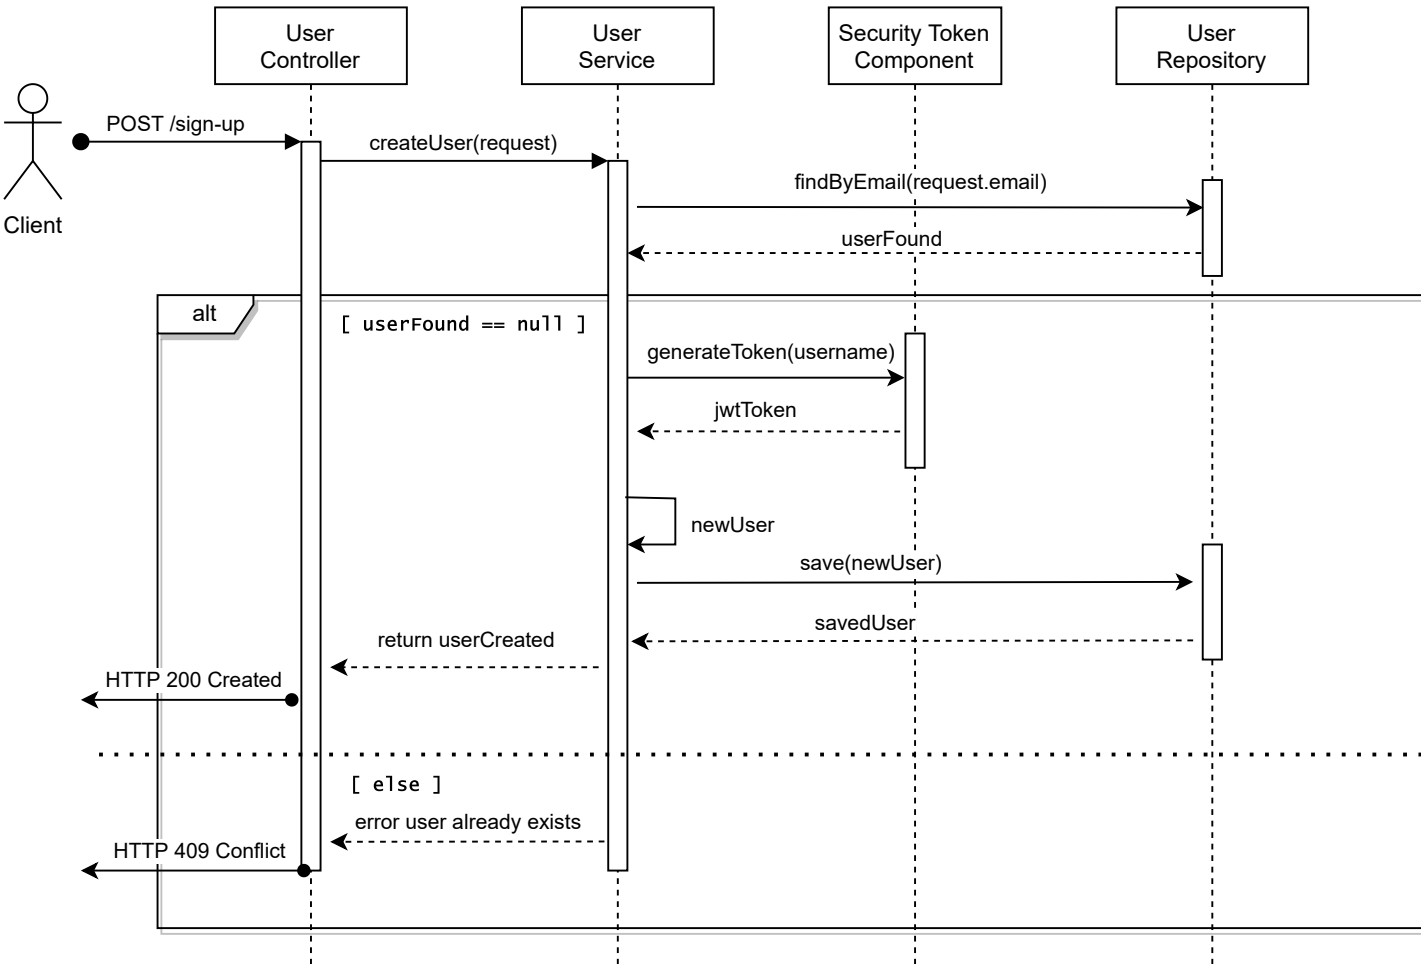 User
Controller
User
Service
Security Token
Component
User
Repository
POST /sign-up
createUser(request)
findByEmail(request.email)
Client
userFound
alt
[ userFound == null ]
generateToken(username)
jwtToken
newUser
save(newUser)
savedUser
return userCreated
HTTP 200 Created
[ else ]
error user already exists
HTTP 409 Conflict